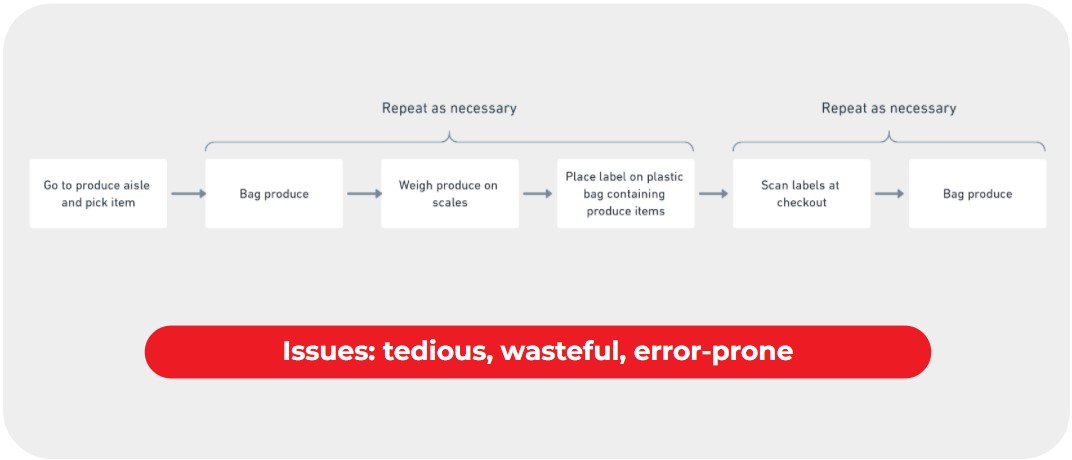 Repeat as necessary
Repeat as necessary
Go to produce aisle
and pick item
Bag produce
Weigh produce on
scales
Place label on plastic
bag containing
produce items
Scan labels at
checkout
Bag produce
Issues: tedious, wasteful, error-prone